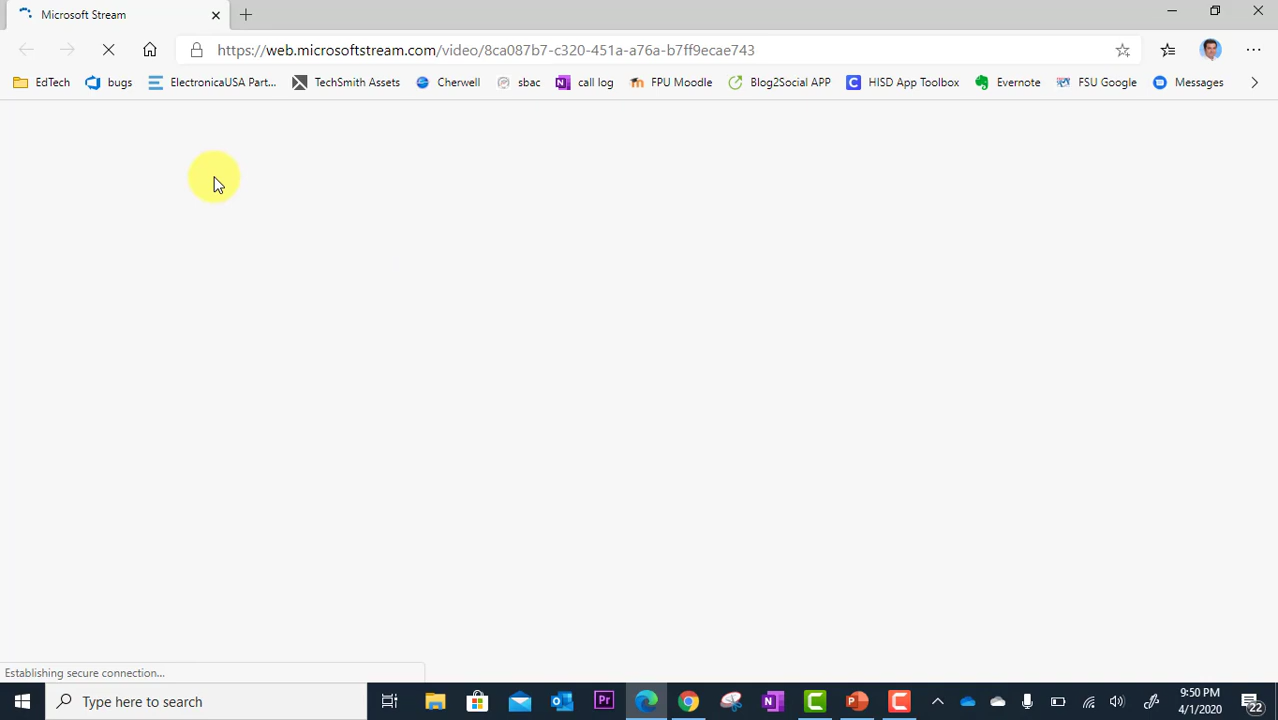 Microsoft Stream
https://web.microsoftstream.com/video/8ca087b7-c320-451a-a76a-b7ff9ecae743
EdTech bugs ElectronicaUSA Part... TechSmith Assets Cherwell sbac call log FPU Moodle Blog2Social APP HISD App Toolbox Evernote FSU Google Messages
Establishing secure connection...
Type here to search
Pr
9:50 PM
4/1/2020
22